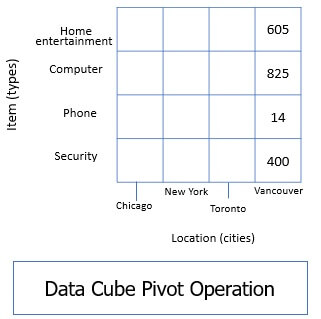 Home
entertainment
605
Computer
825
Phone
14
Security
400
Item (types)
Chicago
New York
Toronto
Vancouver
Location (cities)
Data Cube Pivot Operation